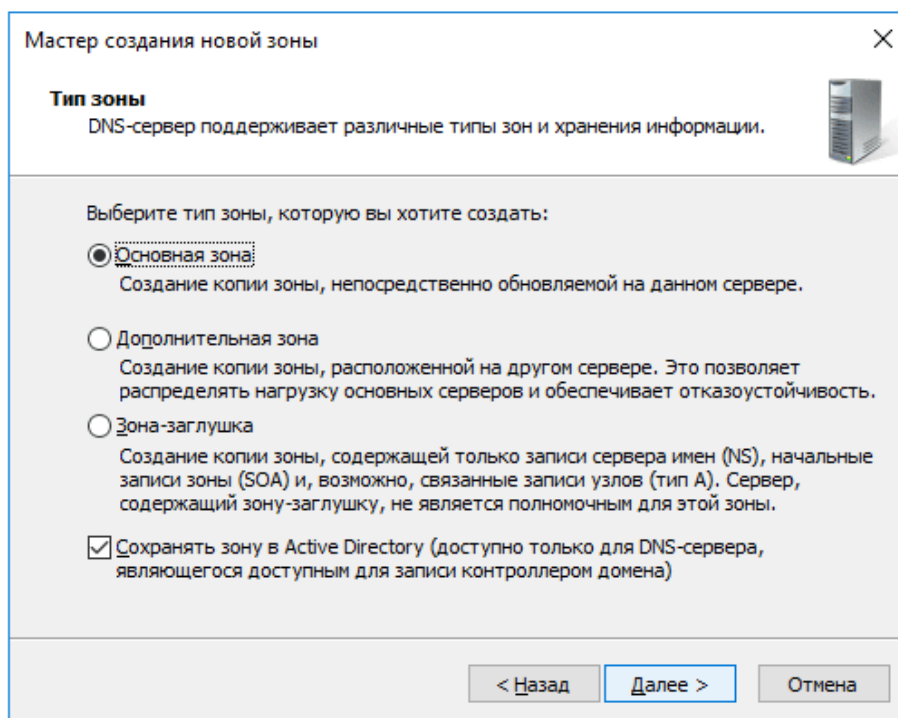 Мастер создания новой зоны
Тип зоны
DNS-сервер поддерживает различные типы зон и хранения информации.
Выберите тип зоны, которую вы хотите создать:
Основная зона
Создание копии зоны, непосредственно обновляемой на данном сервере.
Дополнительная зона
Создание копии зоны, расположенной на другом сервере. Это позволяет
распределять нагрузку основных серверов и обеспечивает отказоустойчивость.
Зона-заглушка
Создание копии зоны, содержащей только записи сервера имен (NS), начальные
записи зоны (SOA) и, возможно, связанные записи узлов (тип A). Сервер,
содержащий зону-заглушку, не является полномочным для этой зоны.
Сохранять зону в Active Directory (доступно только для DNS-сервера,
являющегося доступным для записи контроллером домена)
< Назад Далее > Отмена